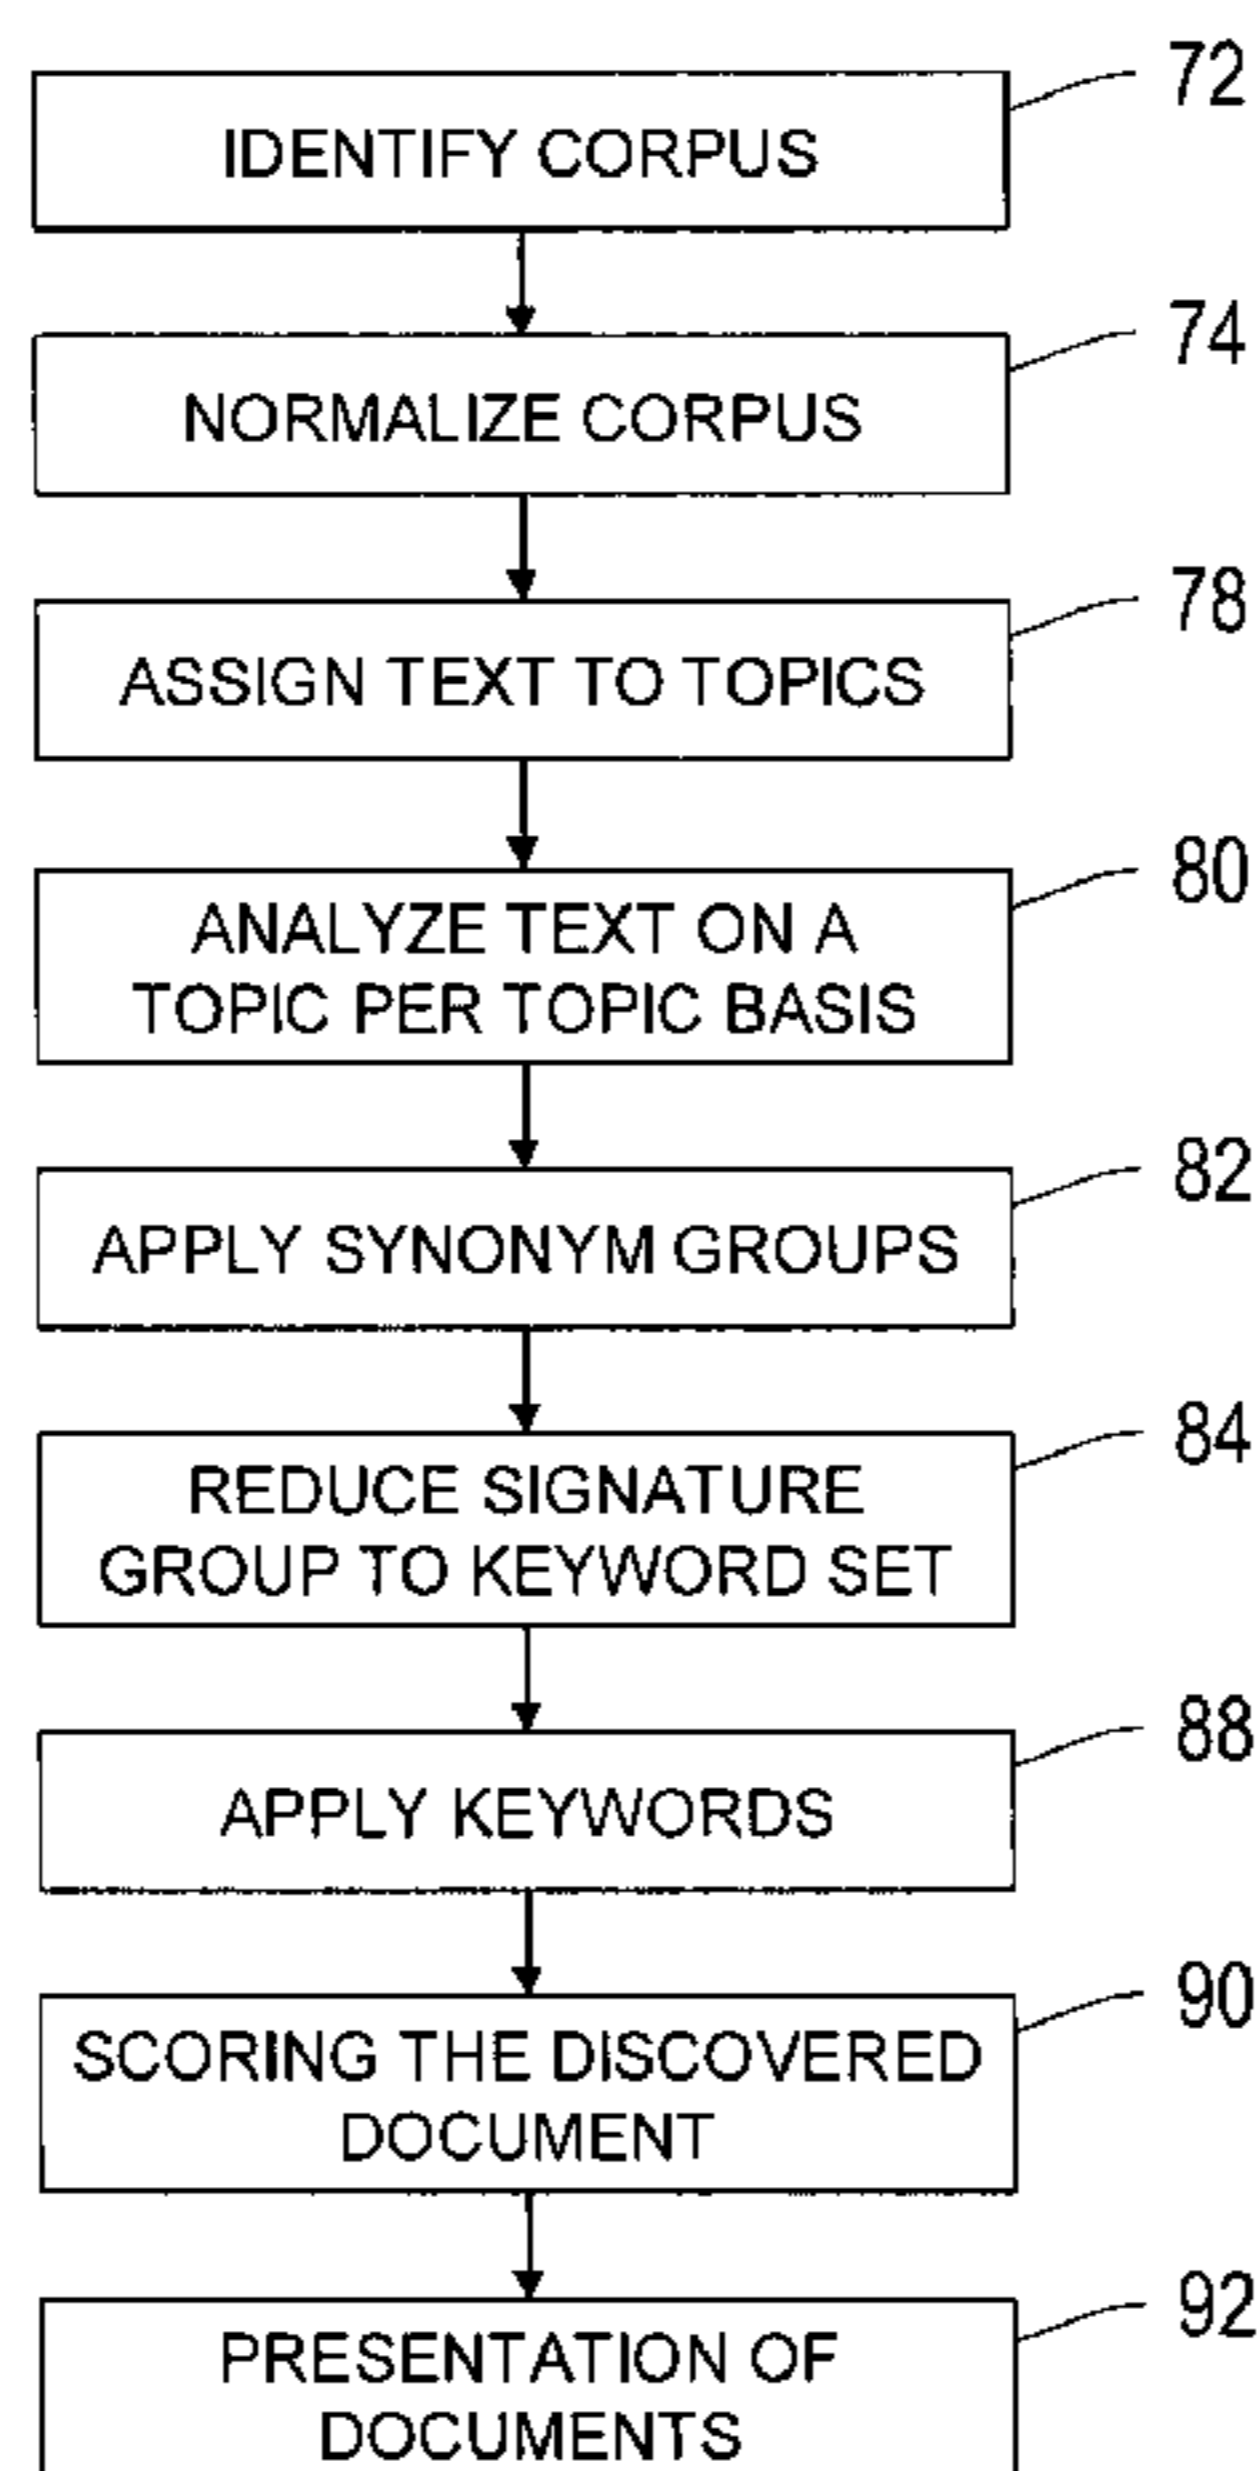 72
IDENTIFY CORPUS
74
NORMALIZE CORPUS
78
ASSIGN TEXT TO TOPICS
80
ANALYZE TEXT ON A
TOPIC PER TOPIC BASIS
82
APPLY SYNONYM GROUPS
84
REDUCE SIGNATURE
GROUP TO KEYWORD SET
88
APPLY KEYWORDS
90
SCORING THE DISCOVERED
DOCUMENT
92
PRESENTATION OF
DOCUMENTS